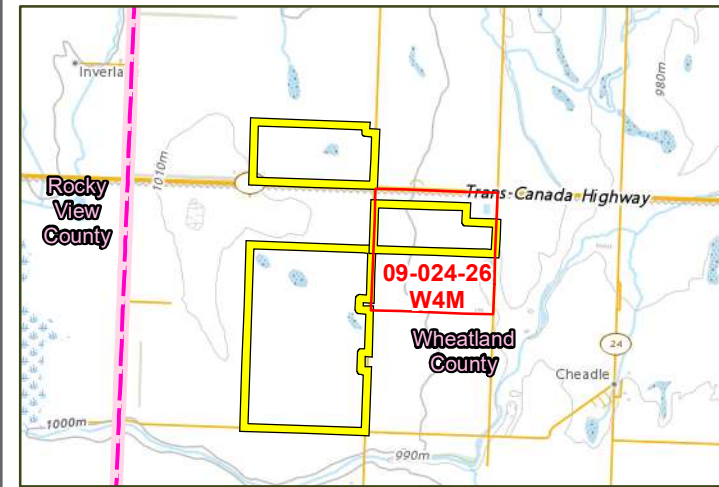 Inverla
980m
1010m
Rocky
View
County
Trans-Canada Highway
09-024-26
W4M
Wheatland
County
24
Cheadle
1000m
990m